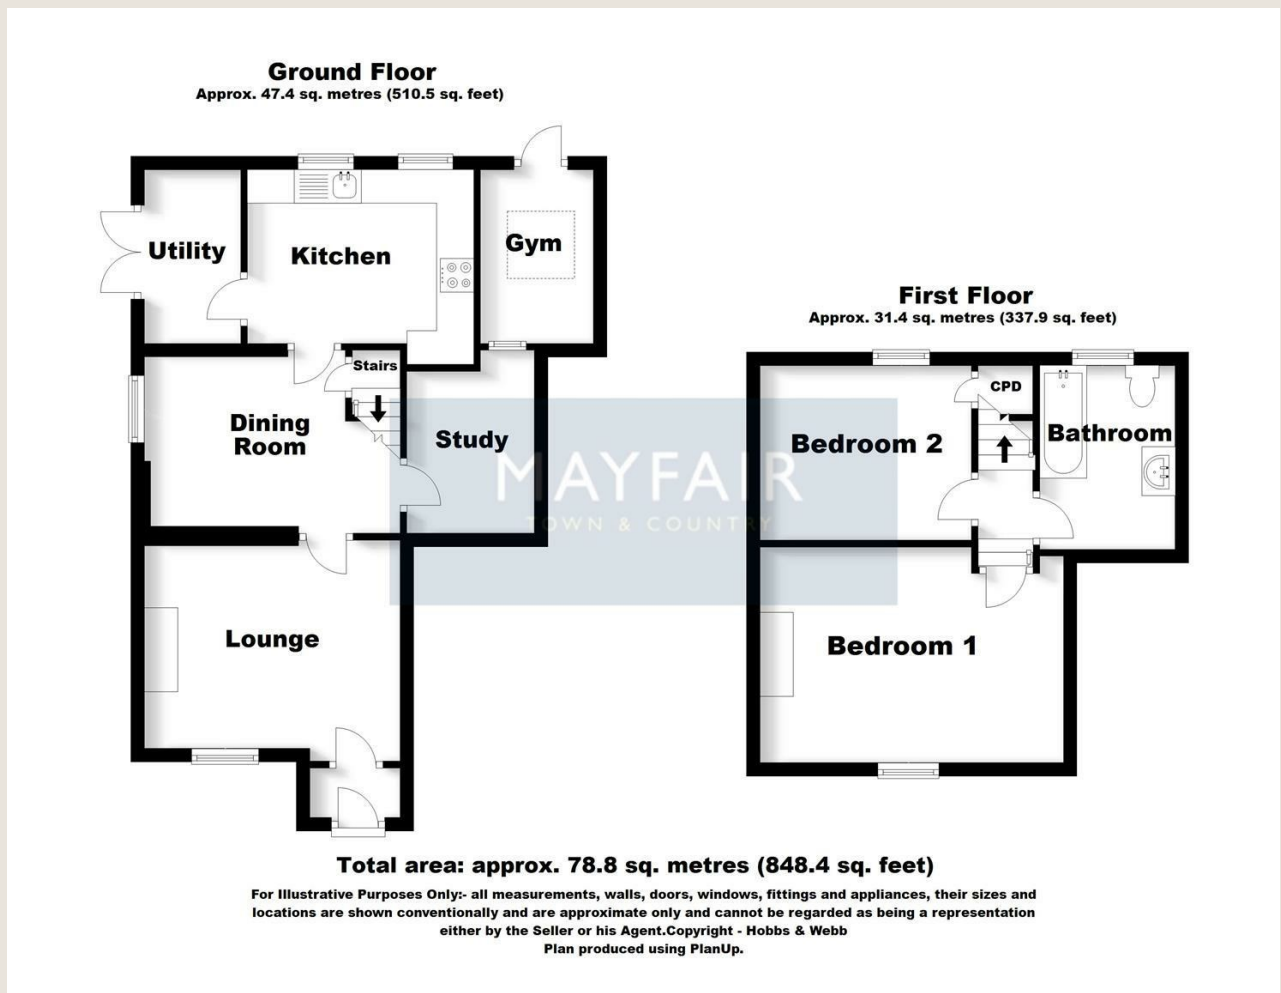 Ground Floor
Approx. 47.4 sq. metres (510.5 sq. feet)
Utility
Kitchen
Gym
First Floor
Approx. 31.4 sq. metres (337.9 sq. feet)
Stairs
CPD
Dining
Room
Study
Bedroom 2
Bathroom
MAYFAIR
TOWN & COUNTRY
Lounge
Bedroom 1
Total area: approx. 78.8 sq. metres (848.4 sq. feet)
For Illustrative Purposes Only:- all measurements, walls, doors, windows, fittings and appliances, their sizes and
locations are shown conventionally and are approximate only and cannot be regarded as being a representation
either by the Seller or his Agent.Copyright - Hobbs & Webb
Plan produced using PlanUp.